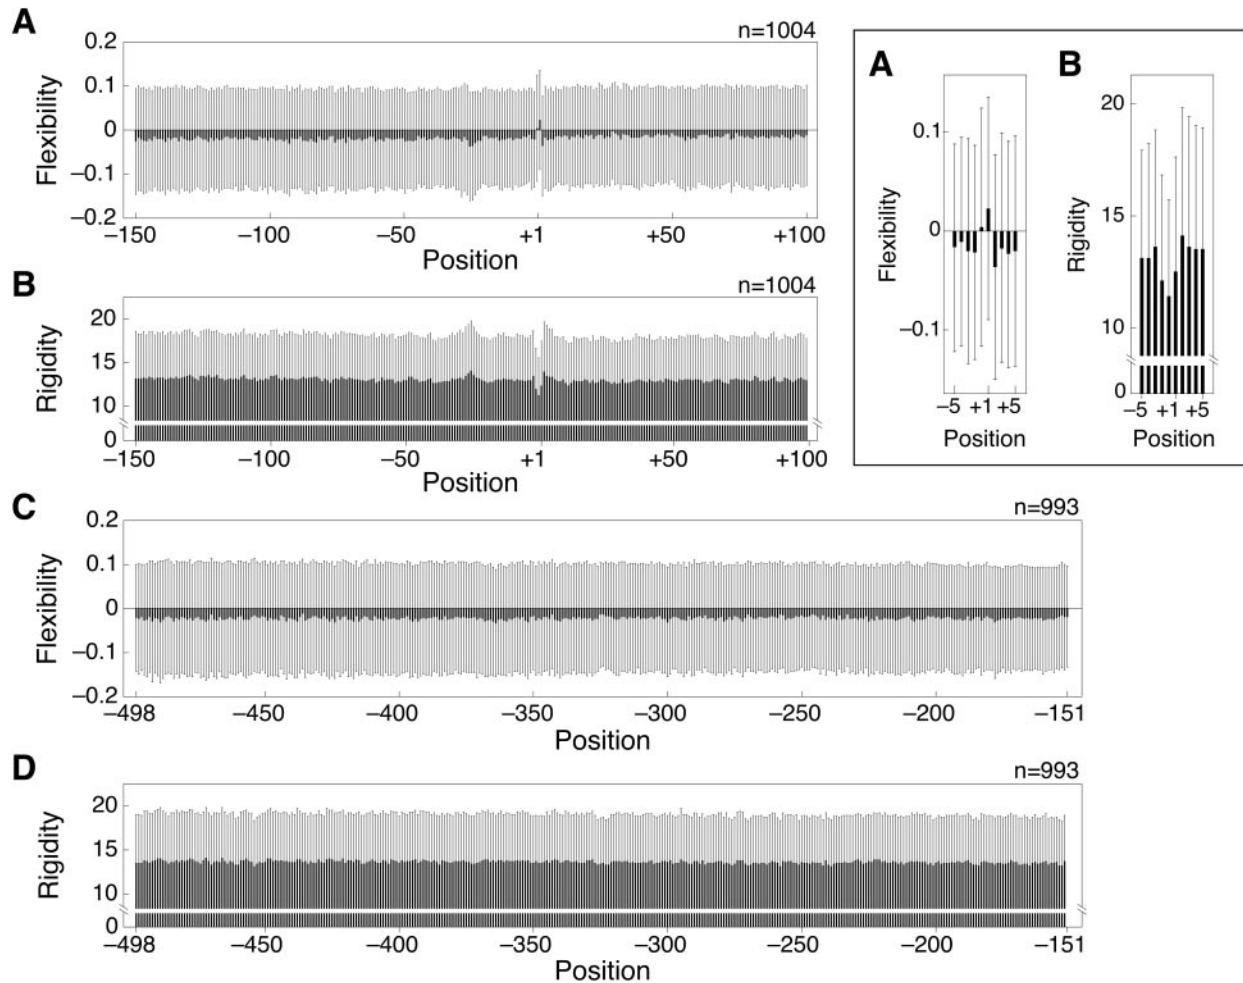 A
n=1004
Flexibility
0.2
0.1
0
−0.1
−0.2
−150 −100 −50 +1 +50 +100
Position
B
n=1004
Rigidity
20
15
10
0
−150 −100 −50 +1 +50 +100
Position
A
Flexibility
0.1
0
−0.1
−5 +1 +5
Position
B
Rigidity
20
15
10
0
−5 +1 +5
Position
C
n=993
Flexibility
0.2
0.1
0
−0.1
−0.2
−498 −450 −400 −350 −300 −250 −200 −151
Position
D
n=993
Rigidity
20
15
10
0
−498 −450 −400 −350 −300 −250 −200 −151
Position